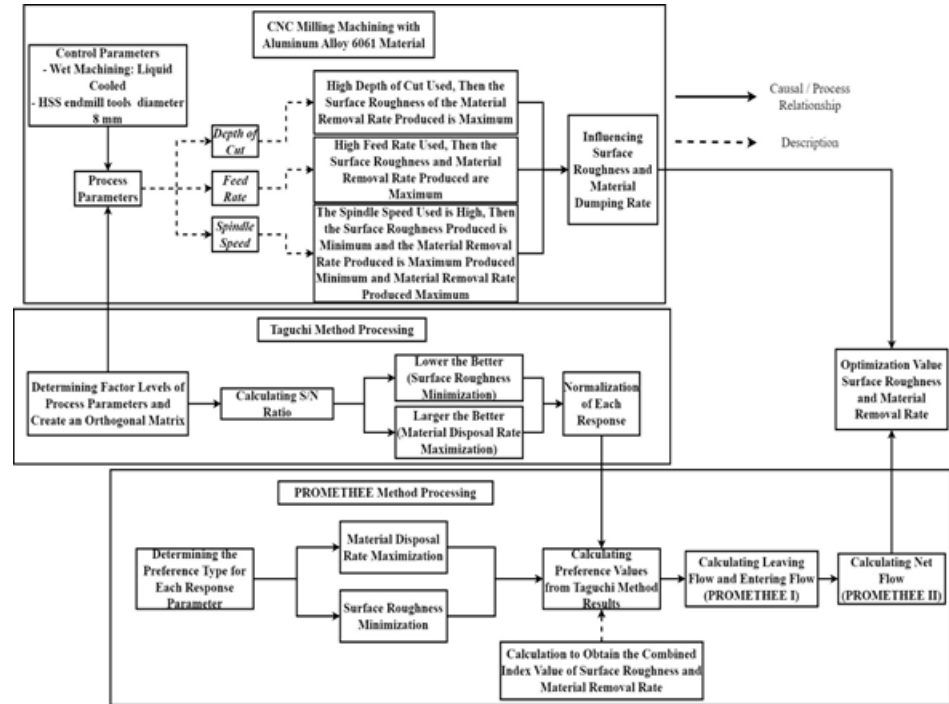 CNC Milling Machining with
Aluminum Alloy 6061 Material
Control Parameters
- Wet Machining: Liquid
Cooled
- HSS endmill tools diameter
8 mm
Process
Parameters
Depth of
Cut
Feed
Rate
Spindle
Speed
High Depth of Cut Used, Then
the Surface Roughness of the
Material Removal Rate Produced is
Maximum
High Feed Rate Used, Then the
Surface Roughness and Material
Removal Rate Produced are
Maximum
The Spindle Speed Used is High, Then
the Surface Roughness Produced is
Minimum and the Material Removal
Rate Produced is Maximum Produced
Minimum and Material Removal Rate
Produced Maximum.
Influencing
Surface
Roughness and
Material
Dumping Rate
Causal / Process
Relationship
Description
Taguchi Method Processing
Determining Factor Levels of
Process Parameters and
Create an Orthogonal Matrix
Calculating S/N
Ratio
Lower the Better
(Surface Roughness
Minimization)
Larger the Better
(Material Disposal Rate
Maximization)
Normalization
of Each
Response
Optimization Value
Surface Roughness
and Material
Removal Rate
PROMETHEE Method Processing
Determining the
Preference Type for
Each Response
Parameter
Material Disposal
Rate Maximization
Surface Roughness
Minimization
Calculating
Preference Values
from Taguchi Method
Results
Calculating Leaving
Flow and Entering Flow
(PROMETHEE I)
Calculating Net
Flow
(PROMETHEE II)
Calculation to Obtain the Combined
Index Value of Surface Roughness and
Material Removal Rate